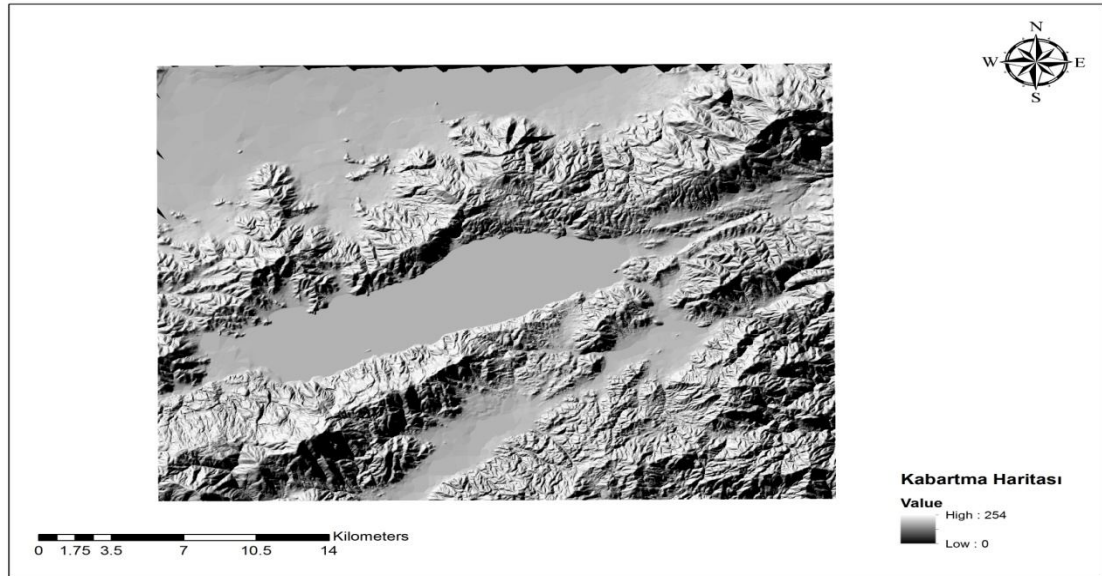 N
W E
S
Kabartma Haritası
Value
High : 254
Low : 0
Kilometers
0 1.75 3.5 7 10.5 14